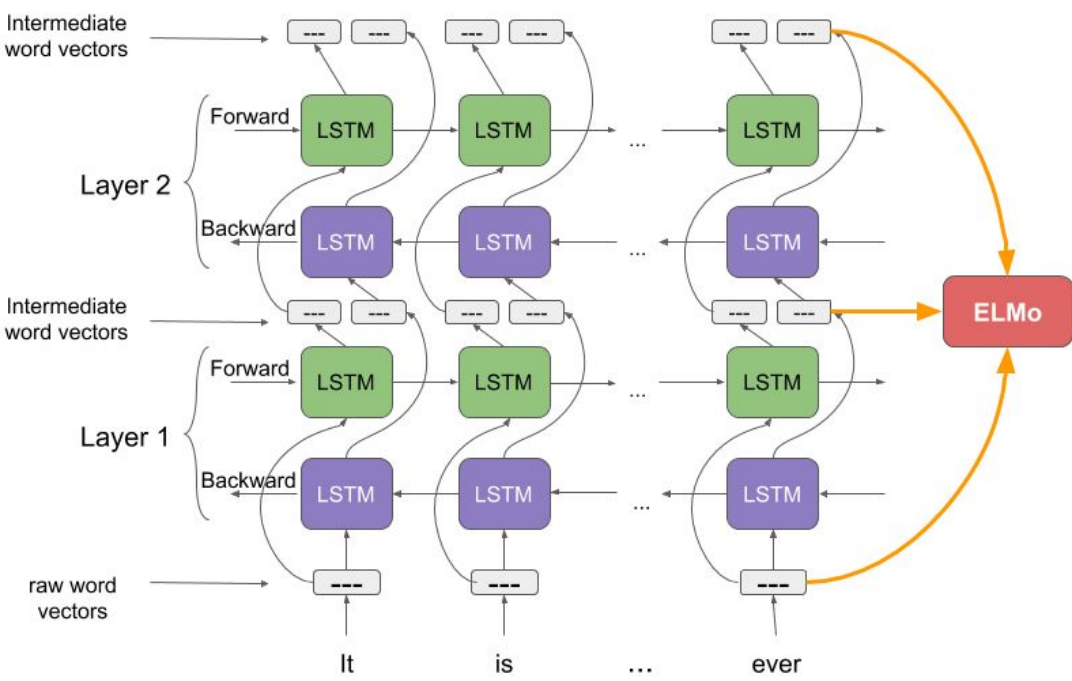 Intermediate
word vectors
--- --- --- --- --- ---
Forward
LSTM LSTM ... LSTM
Layer 2
Backward
LSTM LSTM ... LSTM
Intermediate
word vectors
--- --- --- --- --- ---
ELMo
Forward
LSTM LSTM ... LSTM
Layer 1
Backward
LSTM LSTM ... LSTM
raw word
vectors
--- --- ---
It is ... ever